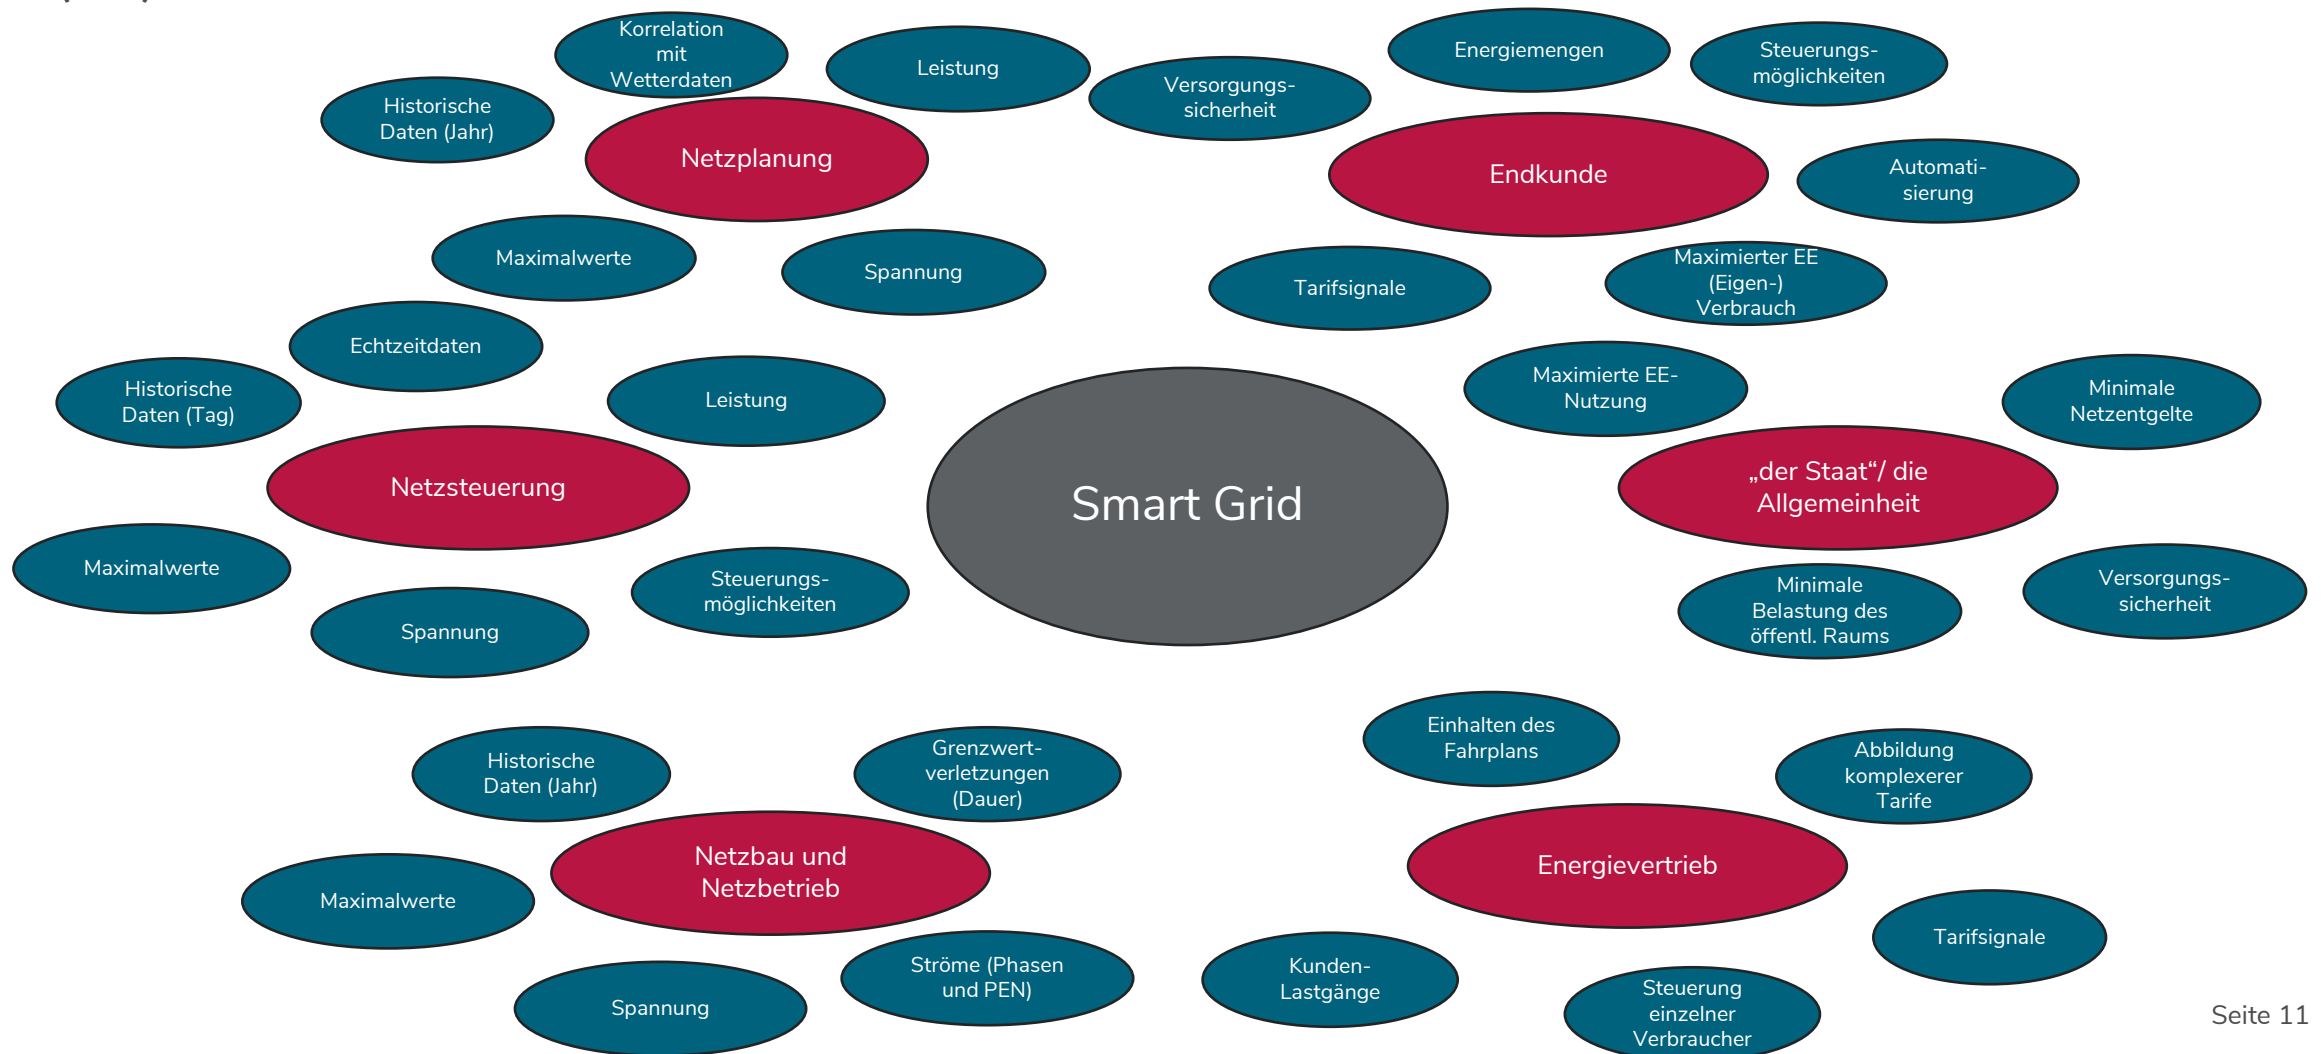 Korrelation
mit
Wetterdaten
Leistung
Historische
Daten (Jahr)
Netzplanung
Maximalwerte
Spannung
Versorgungs-
sicherheit
Energiemengen
Steuerungs-
möglichkeiten
Endkunde
Automati-
sierung
Tarifsignale
Maximierter EE
(Eigen-)
Verbrauch
Echtzeitdaten
Historische
Daten (Tag)
Leistung
Netzsteuerung
Maximalwerte
Spannung
Steuerungs-
möglichkeiten
Smart Grid
Maximierte EE-
Nutzung
Minimale
Netzentgelte
„der Staat“/ die
Allgemeinheit
Minimale
Belastung des
öffentl. Raums
Versorgungs-
sicherheit
Historische
Daten (Jahr)
Grenzwert-
verletzungen
(Dauer)
Netzbau und
Netzbetrieb
Maximalwerte
Spannung
Ströme (Phasen
und PEN)
Einhalten des
Fahrplans
Abbildung
komplexerer
Tarife
Energievertrieb
Tarifsignale
Kunden-
Lastgänge
Steuerung
einzelner
Verbraucher
Seite 11